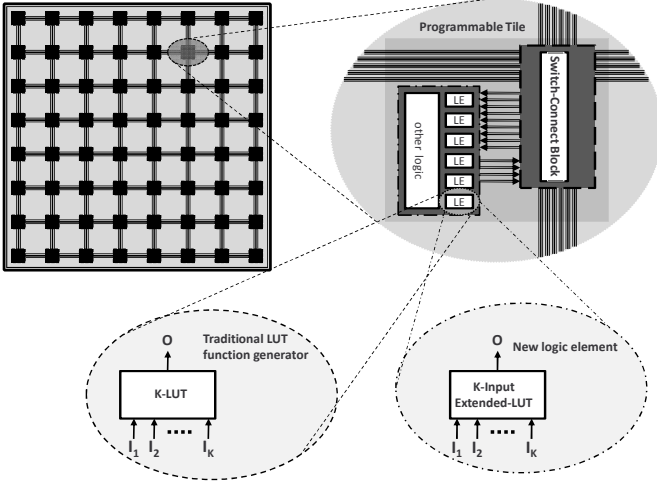 Programmable Tile
Switch-Connect Block
other logic
LE
LE
LE
LE
LE
LE
O
Traditional LUT
function generator
K-LUT
I1 I2 .... IK
O
New logic element
K-Input
Extended-LUT
I1 I2 .... IK